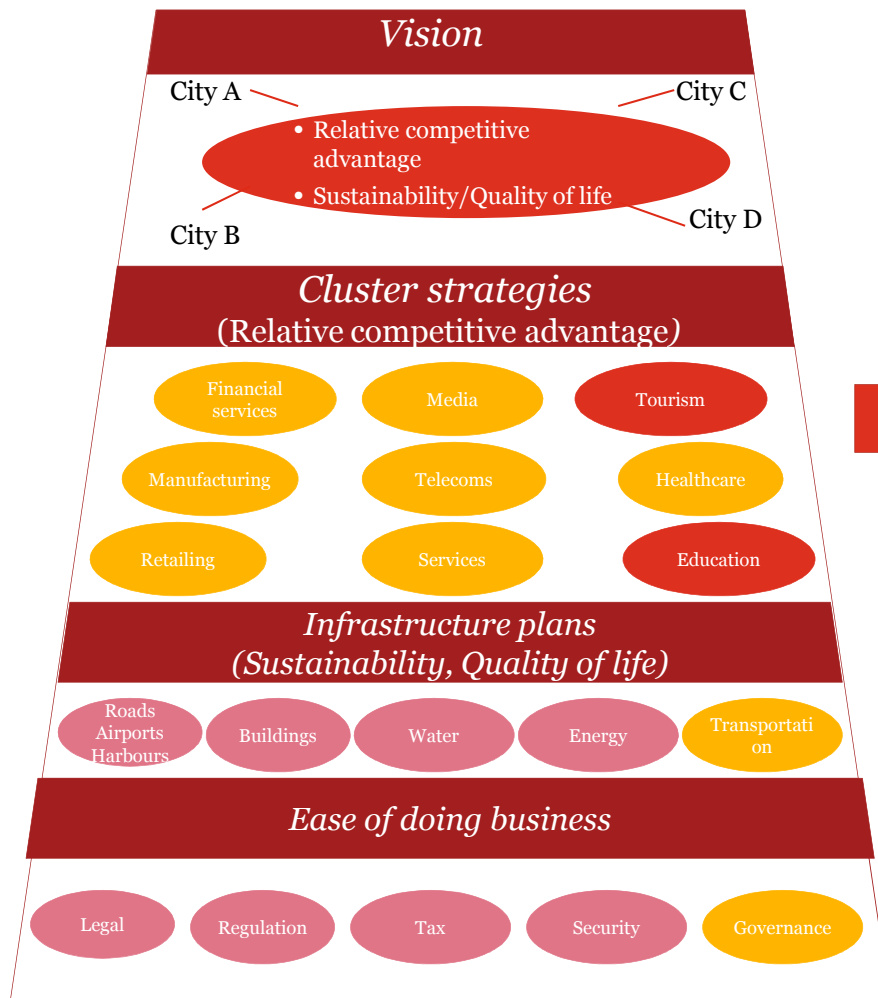 Vision
City A
City C
• Relative competitive
advantage
• Sustainability/Quality of life
City B
City D
Cluster strategies
(Relative competitive advantage)
Financial
services
Media
Tourism
Manufacturing
Telecoms
Healthcare
Retailing
Services
Education
Infrastructure plans
(Sustainability, Quality of life)
Roads
Airports
Harbours
Buildings
Water
Energy
Transportati
on
Ease of doing business
Legal
Regulation
Tax
Security
Governance